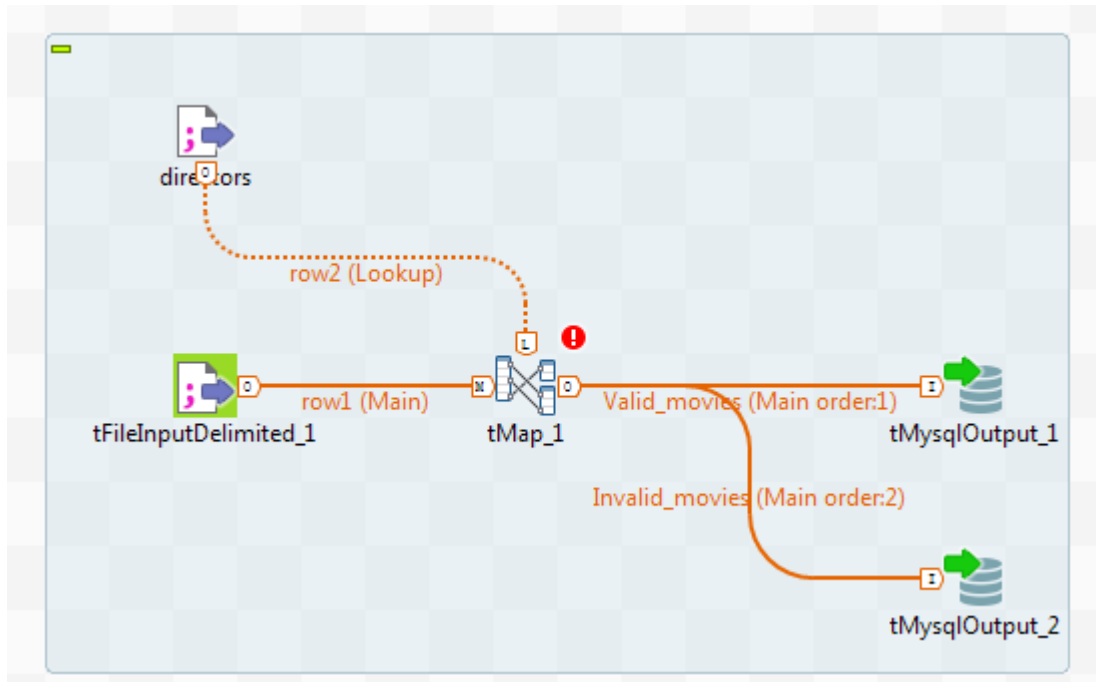 directors
O
row2 (Lookup)
L
tFileInputDelimited_1
O
row1 (Main)
M
tMap_1
O
Valid_movies (Main order:1)
I
tMysqlOutput_1
Invalid_movies (Main order:2)
I
tMysqlOutput_2